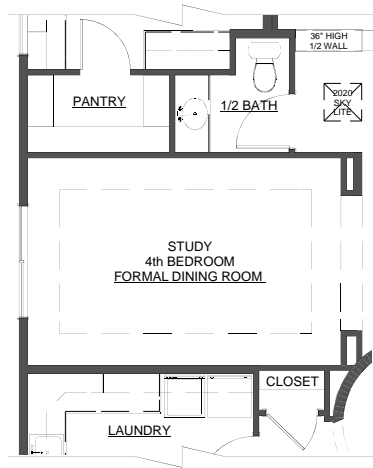 36" HIGH
1/2 WALL
PANTRY
1/2 BATH
2020
SKY
LITE
STUDY
4th BEDROOM
FORMAL DINING ROOM
CLOSET
LAUNDRY